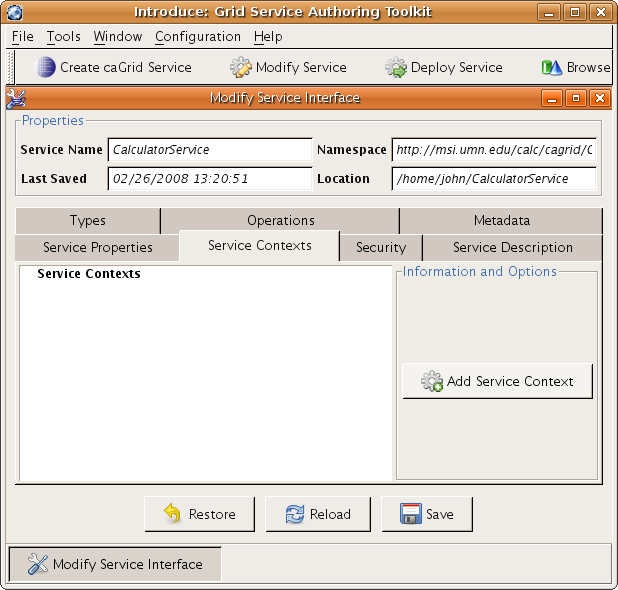 Introduce: Grid Service Authoring Toolkit
File Tools Window Configuration Help
Create caGrid Service Modify Service Deploy Service Browse
Modify Service Interface
Properties
Service Name CalculatorService Namespace http://msi.umn.edu/calc/cagrid/C
Last Saved 02/26/2008 13:20:51 Location /home/john/CalculatorService
Types Operations Metadata
Service Properties Service Contexts Security Service Description
Service Contexts Information and Options
Add Service Context
Restore Reload Save
Modify Service Interface